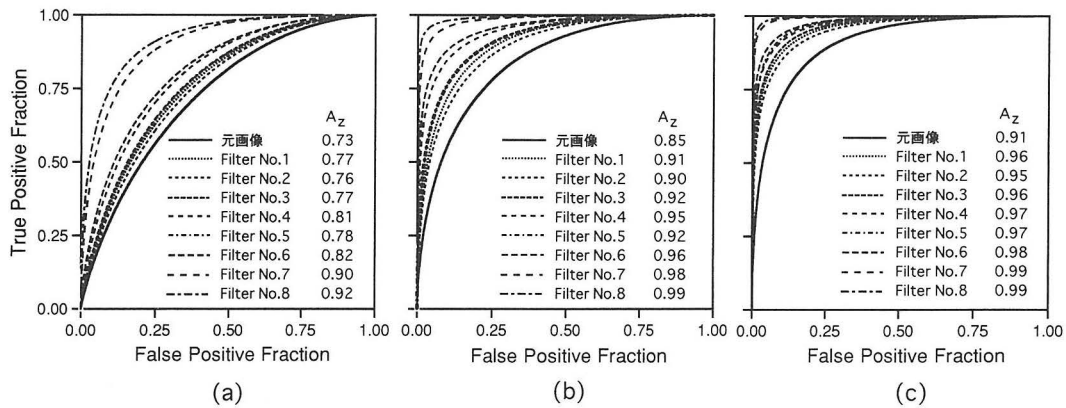 1.00
0.75
0.50
0.25
0.00
True Positive Fraction
Az
元画像 0.73
Filter No.1 0.77
Filter No.2 0.76
Filter No.3 0.77
Filter No.4 0.81
Filter No.5 0.78
Filter No.6 0.82
Filter No.7 0.90
Filter No.8 0.92
0.00 0.25 0.50 0.75 1.00
False Positive Fraction
(a)
Az
元画像 0.85
Filter No.1 0.91
Filter No.2 0.90
Filter No.3 0.92
Filter No.4 0.95
Filter No.5 0.92
Filter No.6 0.96
Filter No.7 0.98
Filter No.8 0.99
0.00 0.25 0.50 0.75 1.00
False Positive Fraction
(b)
Az
元画像 0.91
Filter No.1 0.96
Filter No.2 0.95
Filter No.3 0.96
Filter No.4 0.97
Filter No.5 0.97
Filter No.6 0.98
Filter No.7 0.99
Filter No.8 0.99
0.00 0.25 0.50 0.75 1.00
False Positive Fraction
(c)